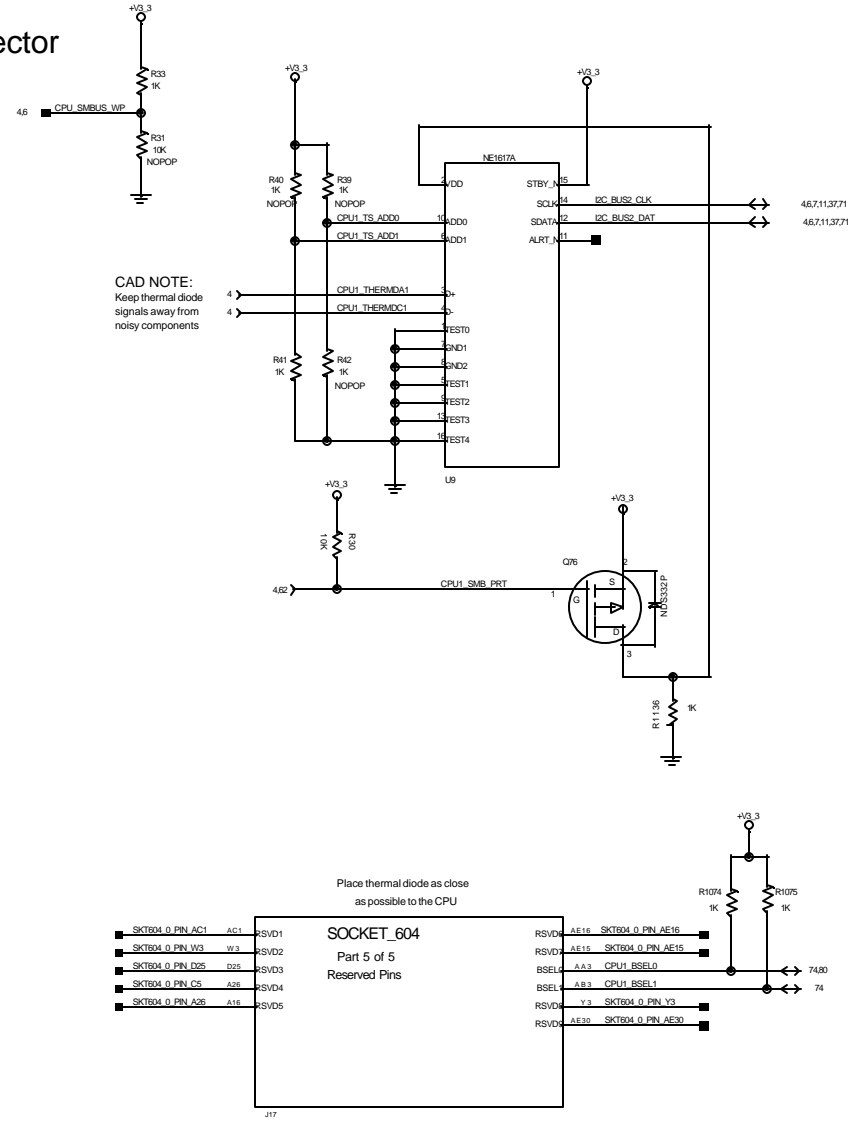 ector
+V3_3
R33
1K
4,6
CPU_SMBUS_WP
R31
10K
NOPOP
+V3_3
+V3_3
NE1617A
R40
1K
NOPOP
R39
1K
NOPOP
2
VDD
STBY_N
15
SCLK
14
I2C_BUS2_CLK
4,6,7,11,37,71
CPU1_TS_ADD0
10
ADD0
SDATA
12
I2C_BUS2_DAT
4,6,7,11,37,71
CPU1_TS_ADD1
6
ADD1
ALRT_N
11
CAD NOTE:
Keep thermal diode
signals away from
noisy components
4
CPU1_THERMDA1
3
D+
4
CPU1_THERMDC1
4
D-
1
TEST0
7
GND1
8
GND2
5
TEST1
9
TEST2
13
TEST3
16
TEST4
R41
1K
R42
1K
NOPOP
U9
+V3_3
R30
10K
+V3_3
Q76
2
4,62
CPU1_SMB_PRT
1
G
S
D
3
NDS332P
R1136
1K
+V3_3
R1074
1K
R1075
1K
Place thermal diode as close
as possible to the CPU
SOCKET_604
Part 5 of 5
Reserved Pins
SKT604_0_PIN_AC1 AC1 RSVD1
SKT604_0_PIN_W3 W3 RSVD2
SKT604_0_PIN_D25 D25 RSVD3
SKT604_0_PIN_C5 A26 RSVD4
SKT604_0_PIN_A26 A16 RSVD5
RSVD6 AE16 SKT604_0_PIN_AE16
RSVD7 AE15 SKT604_0_PIN_AE15
BSEL0 AA3 CPU1_BSEL0 74,80
BSEL1 AB3 CPU1_BSEL1 74
RSVD8 Y3 SKT604_0_PIN_Y3
RSVD9 AE30 SKT604_0_PIN_AE30
J17